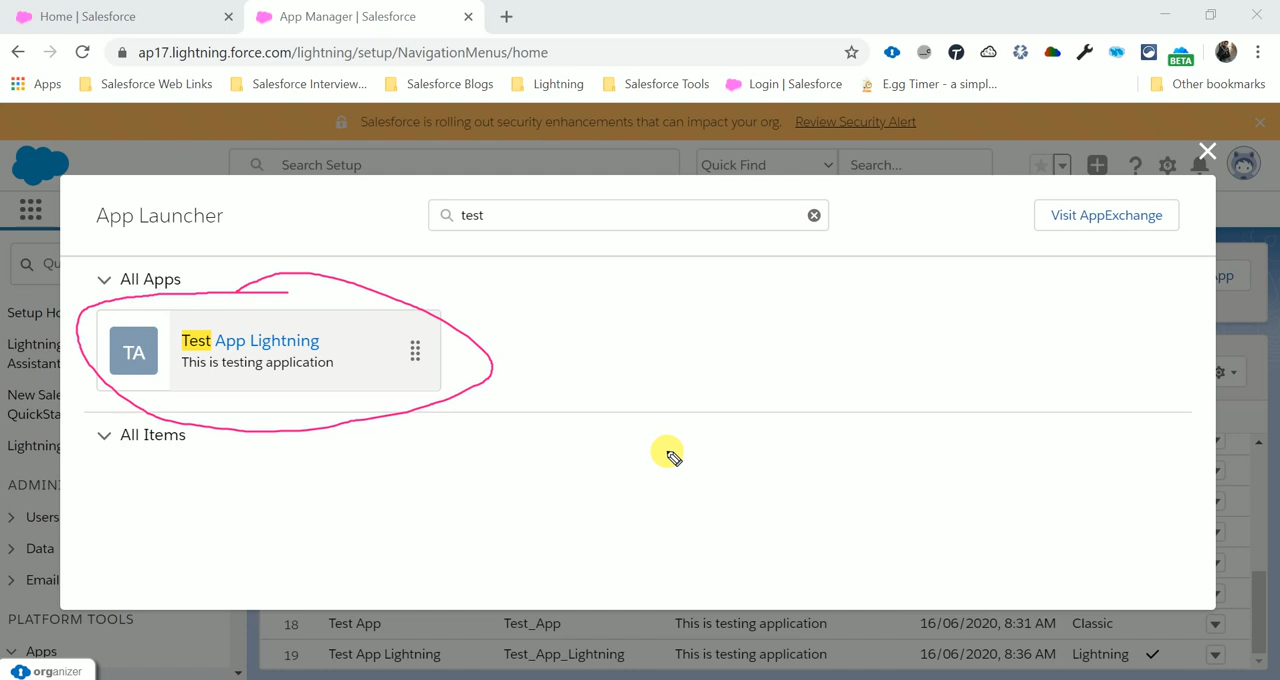 Home | Salesforce
App Manager | Salesforce
ap17.lightning.force.com/lightning/setup/NavigationMenus/home
BETA
Apps
Salesforce Web Links
Salesforce Interview...
Salesforce Blogs
Lightning
Salesforce Tools
Login | Salesforce
E.gg Timer - a simpl...
Other bookmarks
Salesforce is rolling out security enhancements that can impact your org. Review Security Alert
Search Setup
Quick Find
Search...
App Launcher
test
Visit AppExchange
Qu
pp
All Apps
Setup Ho
TA
Test App Lightning
This is testing application
Lightning
Assistant
New Sale
QuickSta
All Items
Lightning
ADMINI
Users
Data
Email
PLATFORM TOOLS
18 Test App Test_App This is testing application 16/06/2020, 8:31 AM Classic
Apps
19 Test App Lightning Test_App_Lightning This is testing application 16/06/2020, 8:36 AM Lightning
organizer